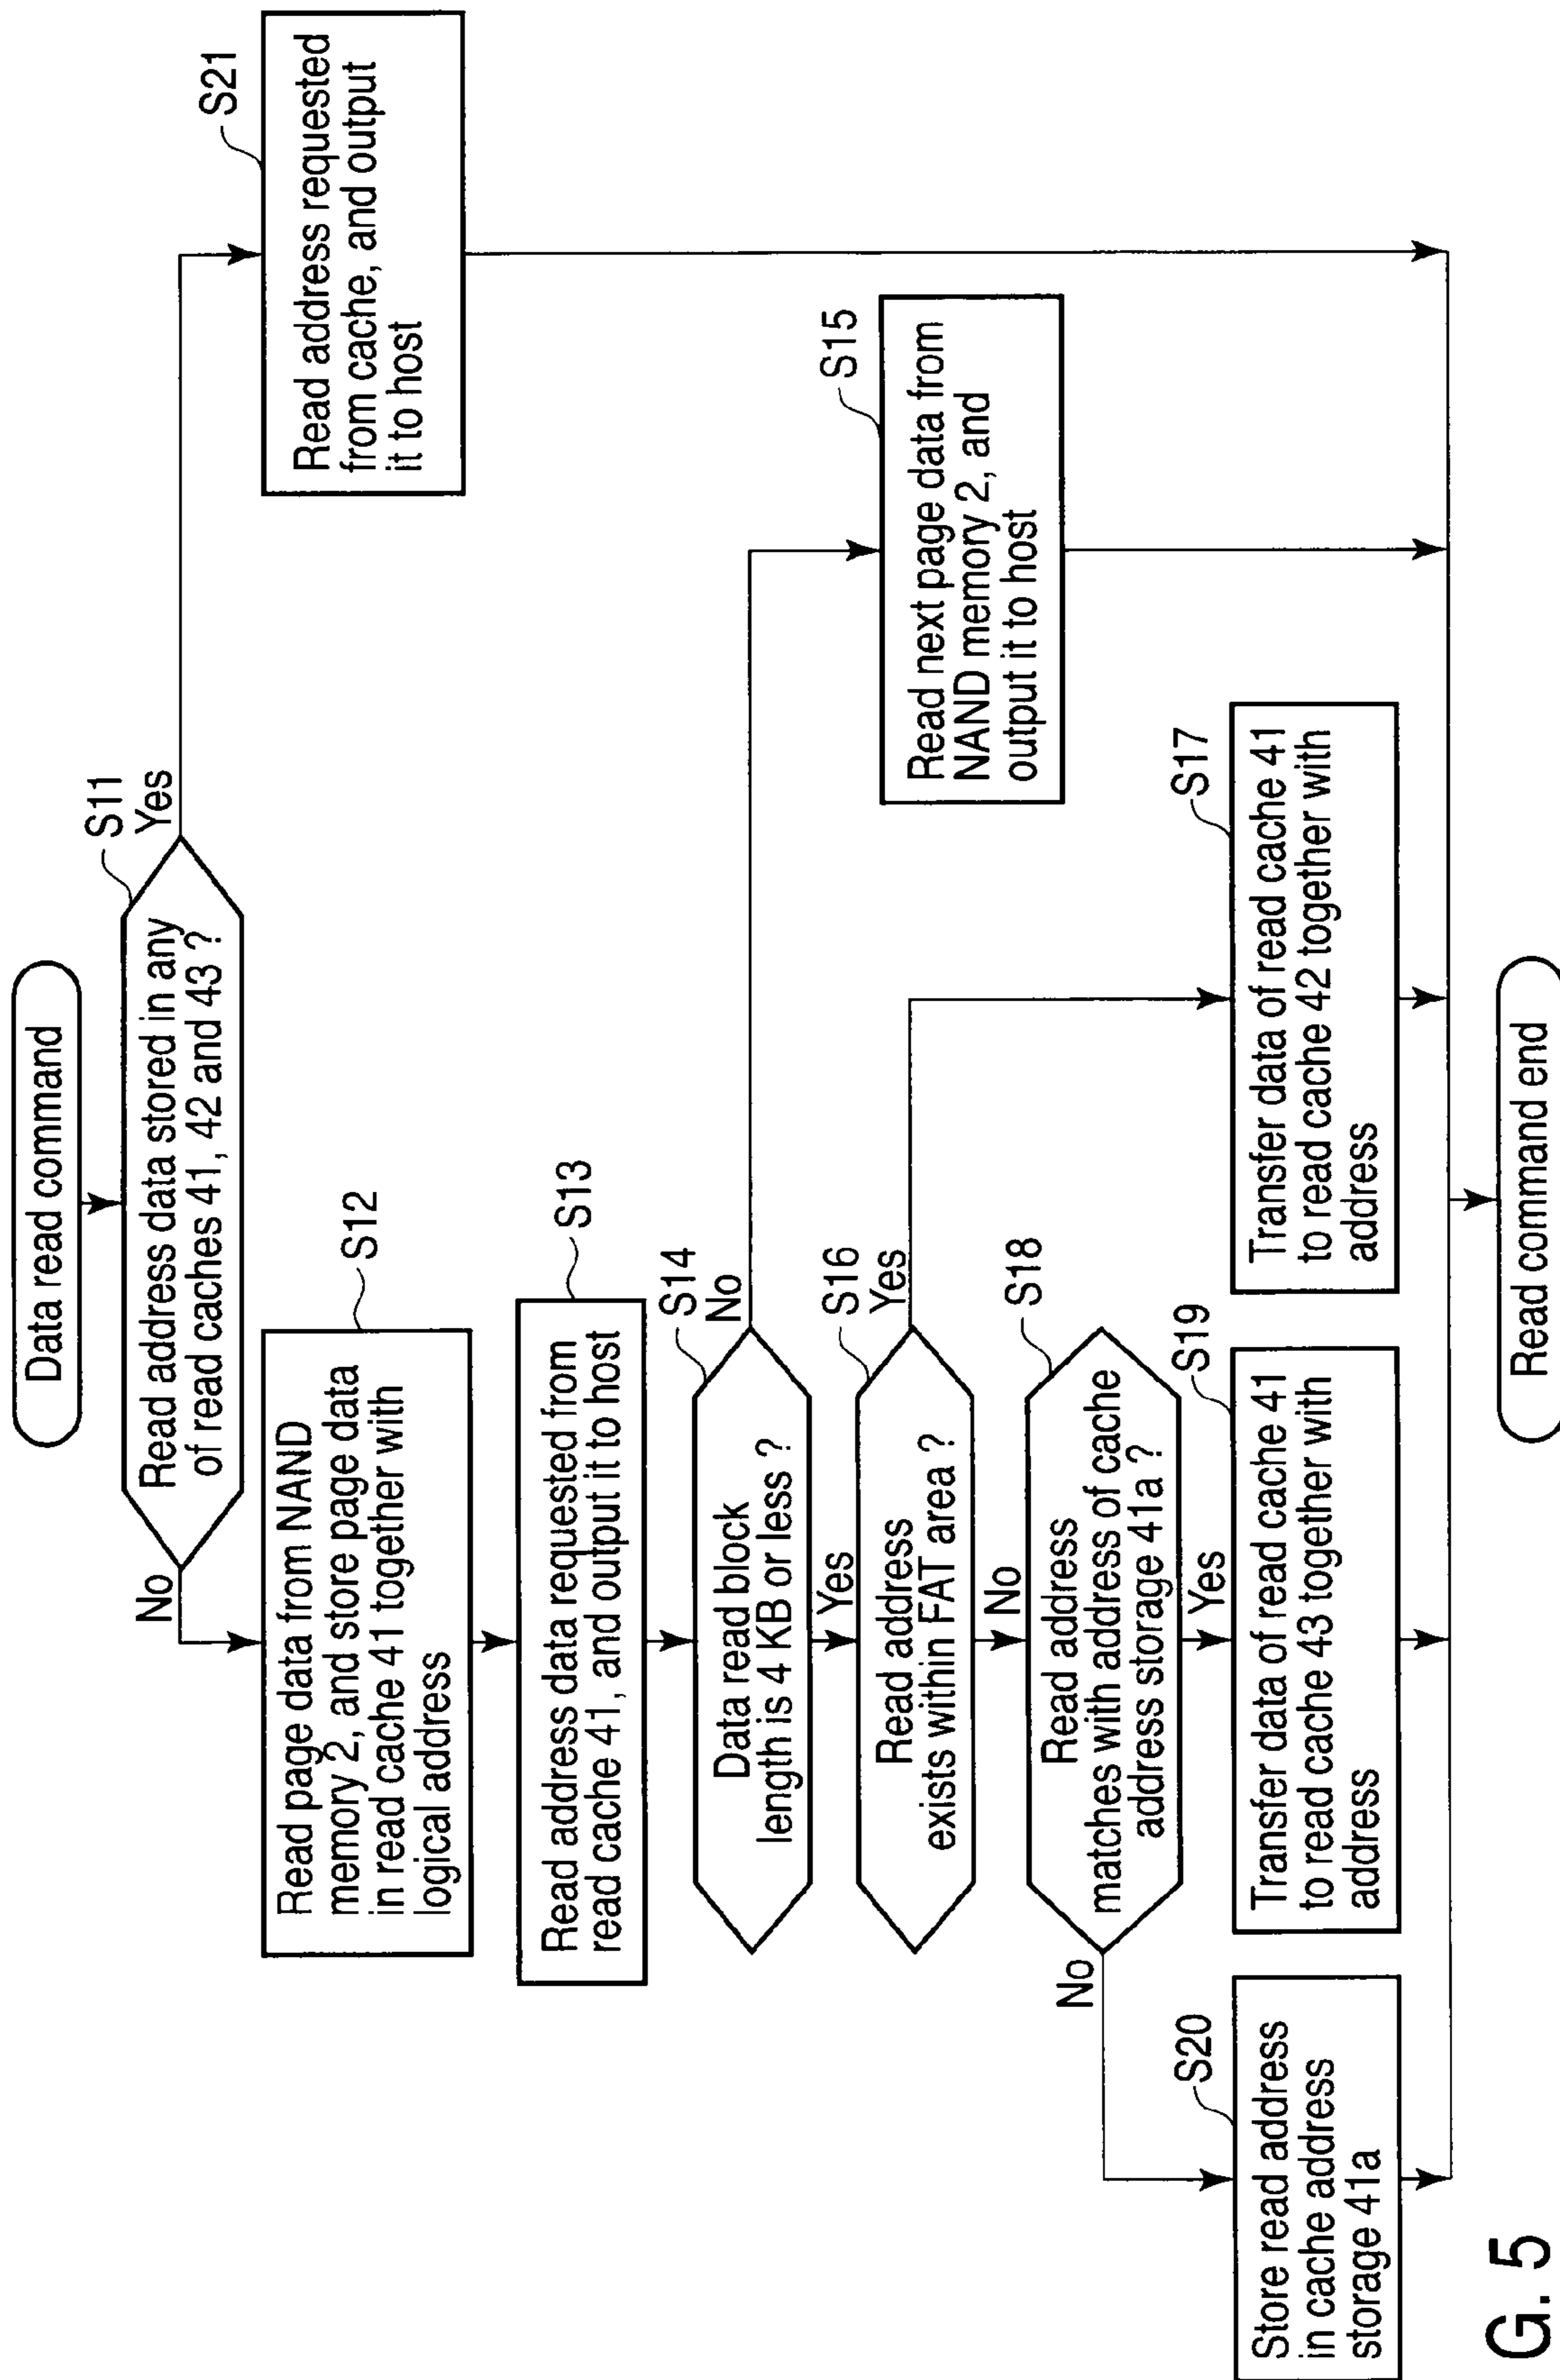 Data read command
S11
Read address data stored in any
of read caches 41, 42 and 43 ?
Yes
No
S21
Read address requested
from cache, and output
it to host
S12
Read page data from NAND
memory 2, and store page data
in read cache 41 together with
logical address
S13
Read address data requested from
read cache 41, and output it to host
S14
Data read block
length is 4 KB or less ?
No
Yes
S15
Read next page data from
NAND memory 2, and
output it to host
S16
Read address
exists within FAT area ?
Yes
No
S17
Transfer data of read cache 41
to read cache 42 together with
address
S18
Read address
matches with address of cache
address storage 41a ?
No
Yes
S19
Transfer data of read cache 41
to read cache 43 together with
address
S20
Store read address
in cache address
storage 41a
Read command end
G. 5